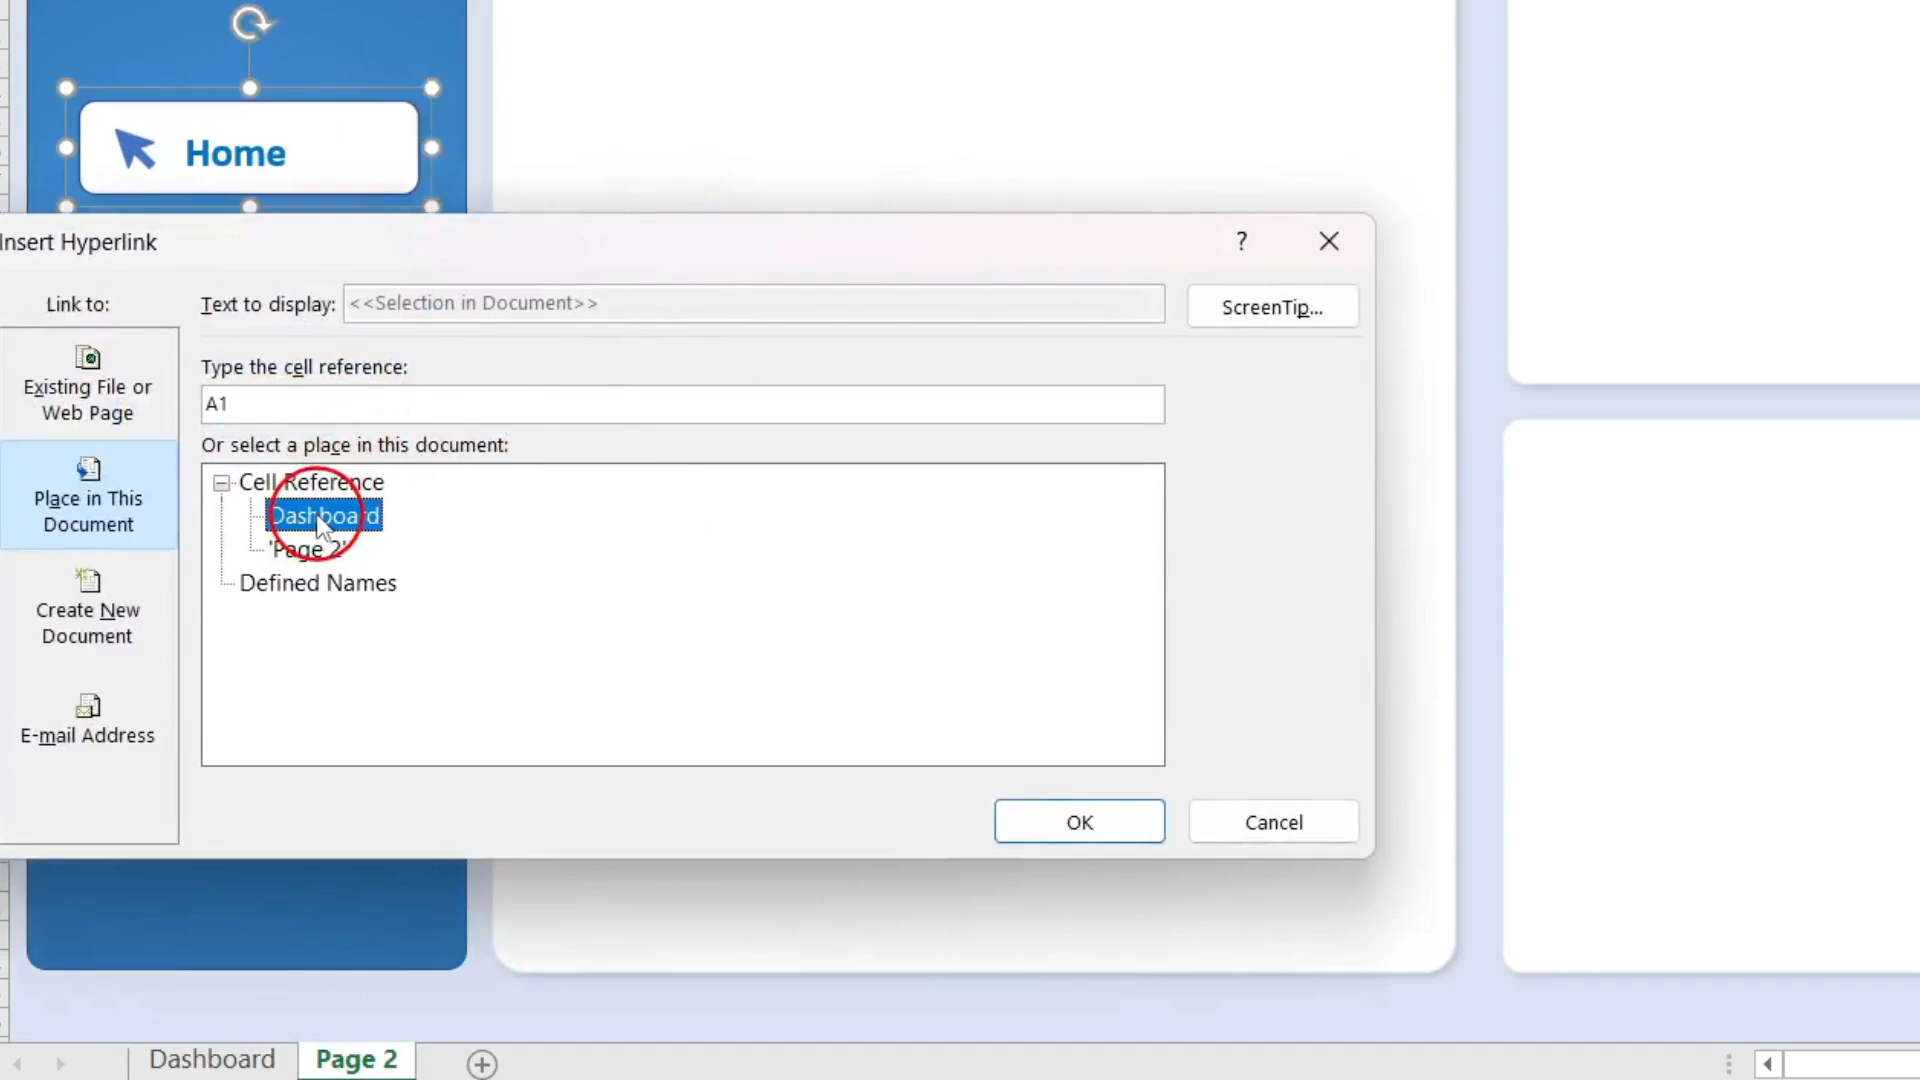 Home
Insert Hyperlink
?
Link to:
Text to display:
<<Selection in Document>>
ScreenTip...
Existing File or
Web Page
Place in This
Document
Create New
Document
E-mail Address
Type the cell reference:
A1
Or select a place in this document:
Cell Reference
Dashboard
'Page 2'
Defined Names
OK
Cancel
Dashboard
Page 2